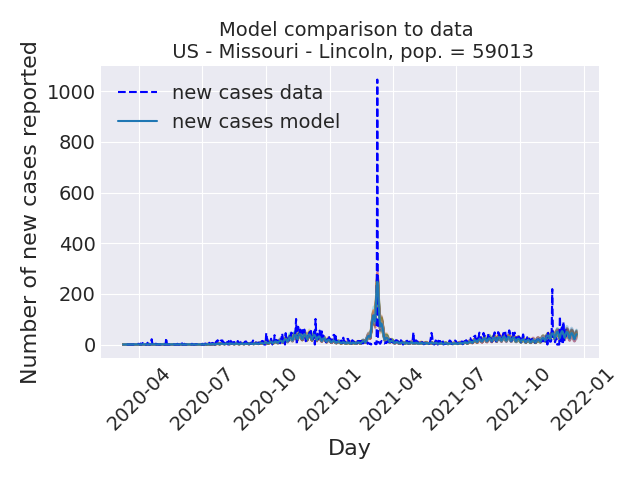 Model comparison to data
US - Missouri - Lincoln, pop. = 59013
Number of new cases reported
1000
800
600
400
200
0
new cases data
new cases model
2020-04
2020-07
2020-10
2021-01
2021-04
2021-07
2021-10
2022-01
Day